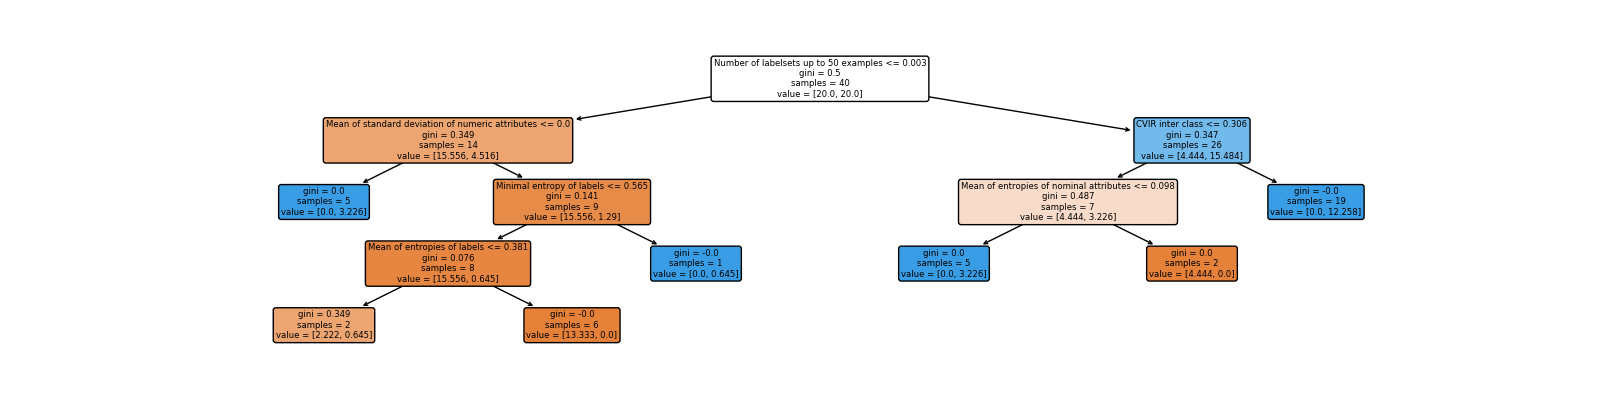 Number of labelsets up to 50 examples <= 0.003
gini = 0.5
samples = 40
value = [20.0, 20.0]
Mean of standard deviation of numeric attributes <= 0.0
gini = 0.349
samples = 14
value = [15.556, 4.516]
CVIR inter class <= 0.306
gini = 0.347
samples = 26
value = [4.444, 15.484]
gini = 0.0
samples = 5
value = [0.0, 3.226]
Minimal entropy of labels <= 0.565
gini = 0.141
samples = 9
value = [15.556, 1.29]
Mean of entropies of nominal attributes <= 0.098
gini = 0.487
samples = 7
value = [4.444, 3.226]
gini = -0.0
samples = 19
value = [0.0, 12.258]
Mean of entropies of labels <= 0.381
gini = 0.076
samples = 8
value = [15.556, 0.645]
gini = -0.0
samples = 1
value = [0.0, 0.645]
gini = 0.0
samples = 5
value = [0.0, 3.226]
gini = 0.0
samples = 2
value = [4.444, 0.0]
gini = 0.349
samples = 2
value = [2.222, 0.645]
gini = -0.0
samples = 6
value = [13.333, 0.0]